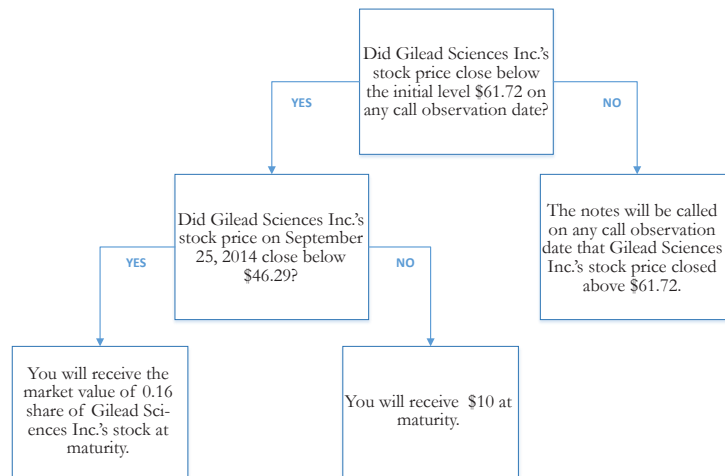 Did Gilead Sciences Inc.'s
stock price close below
the initial level $61.72 on
any call observation date?
YES
NO
Did Gilead Sciences Inc.'s
stock price on September
25, 2014 close below
$46.29?
The notes will be called
on any call observation
date that Gilead Sciences
Inc.'s stock price closed
above $61.72.
YES
NO
You will receive the
market value of 0.16
share of Gilead Sci-
ences Inc.'s stock at
maturity.
You will receive $10 at
maturity.